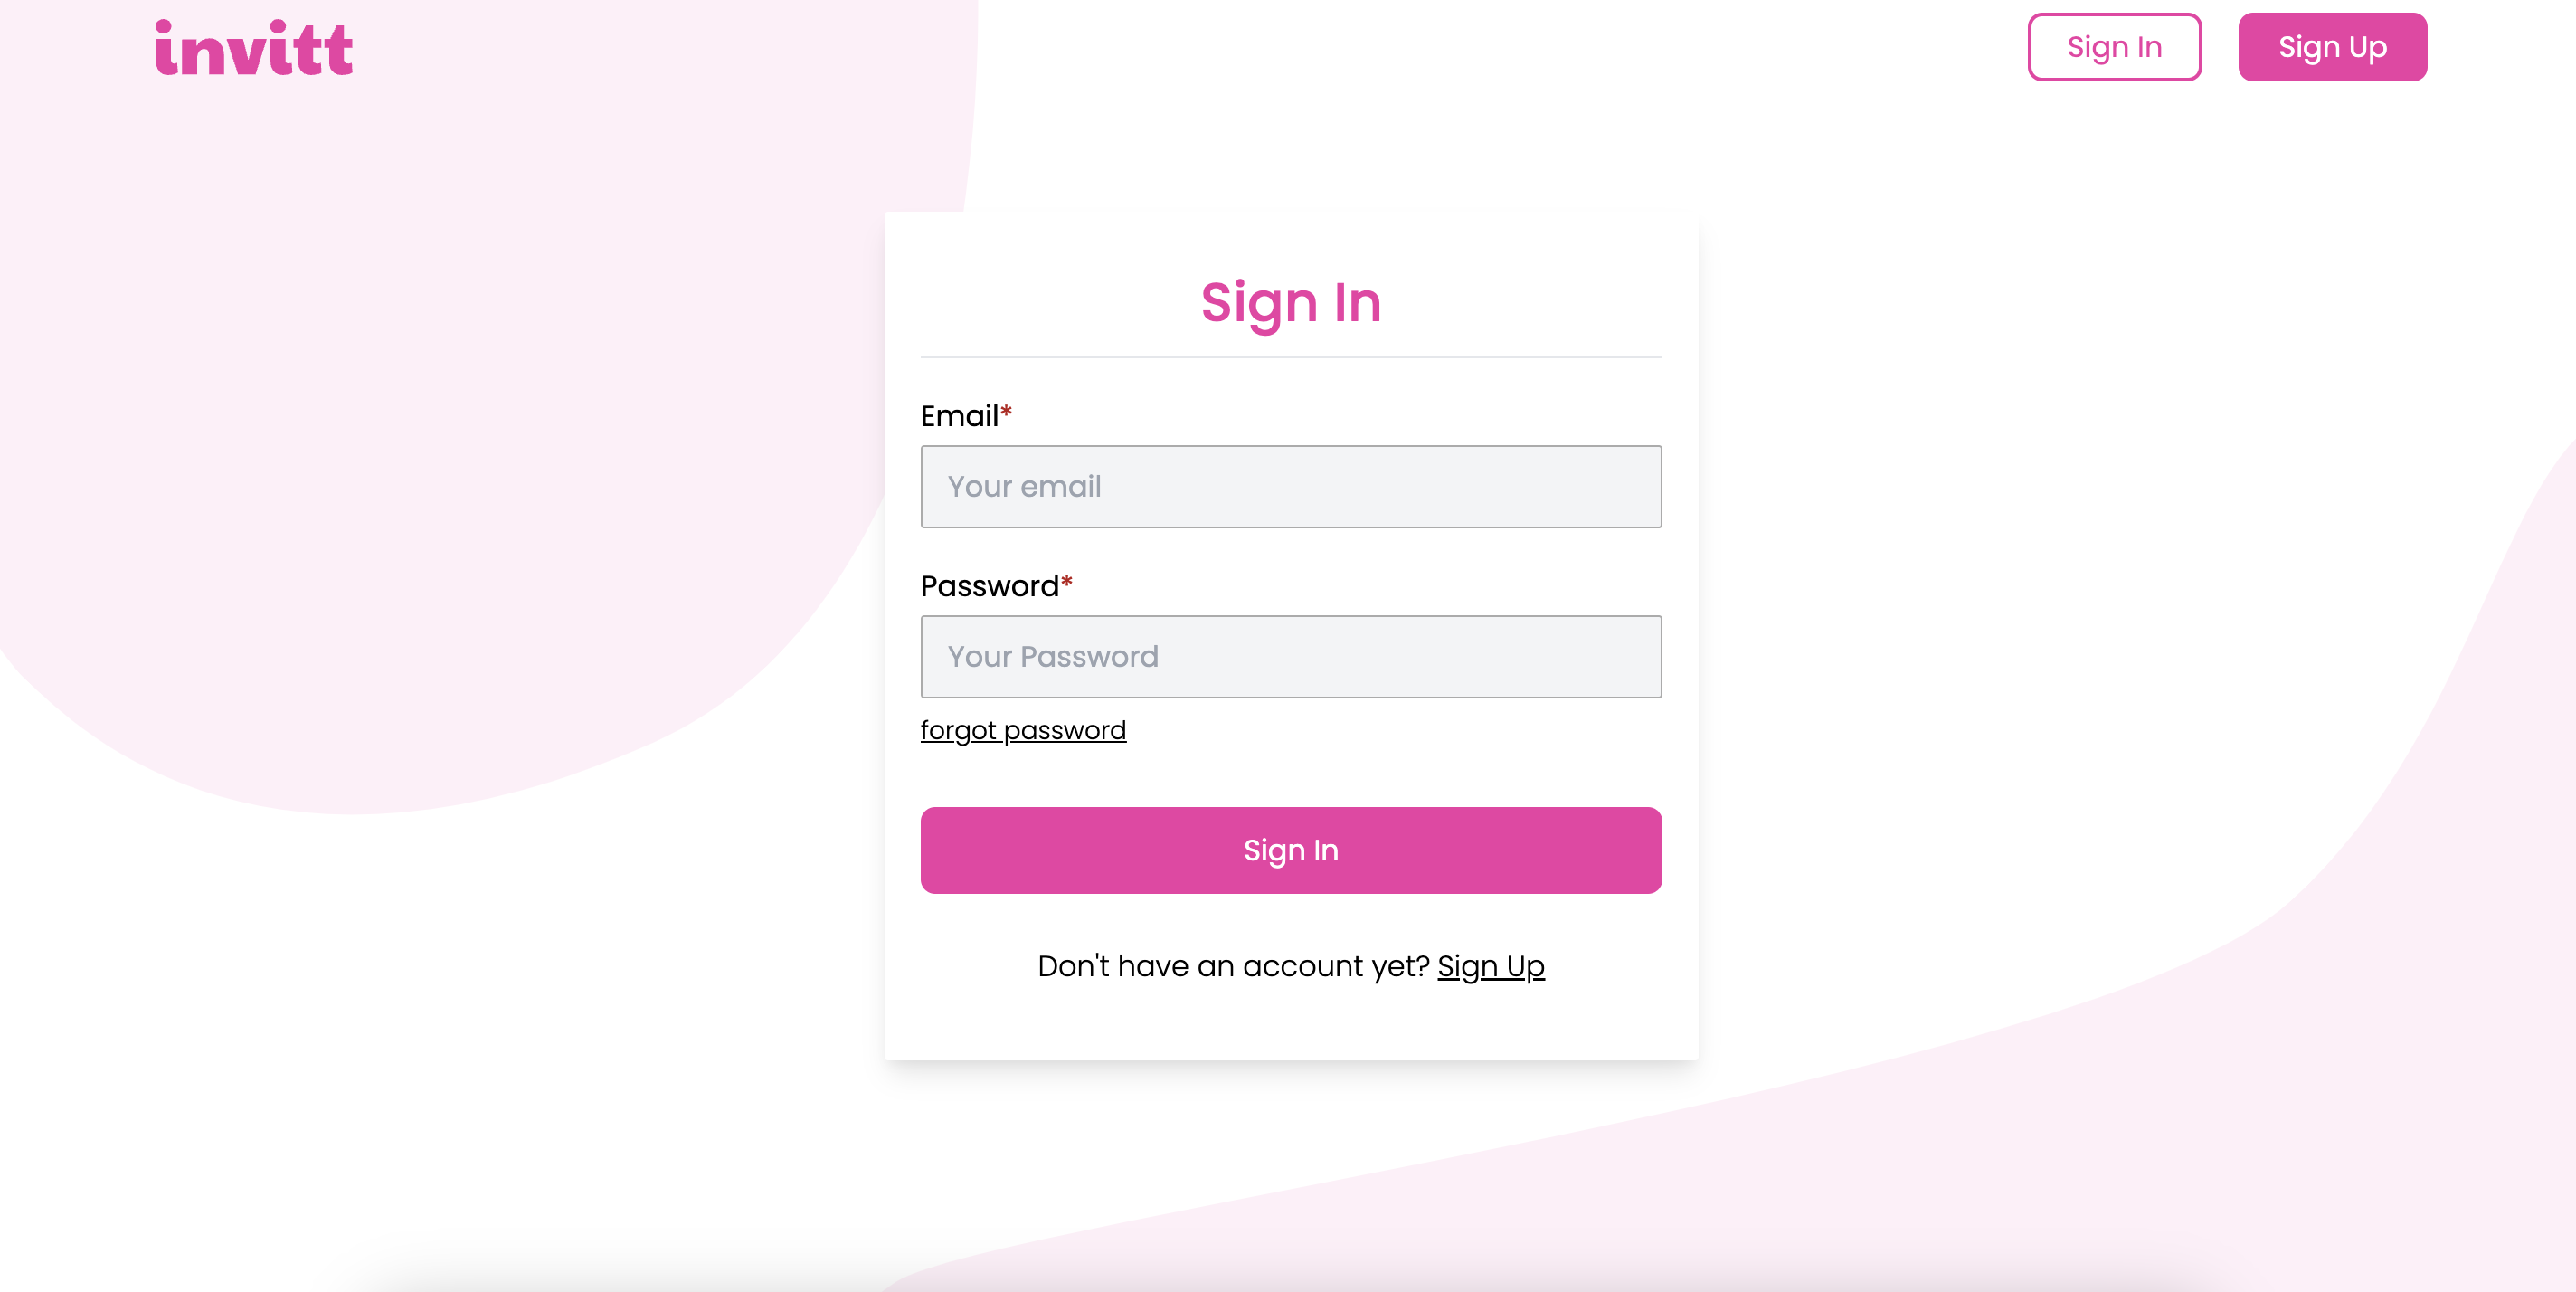 invitt
Sign In
Sign Up
Sign In
Email*
Your email
Password*
Your Password
forgot password
Sign In
Don't have an account yet? Sign Up